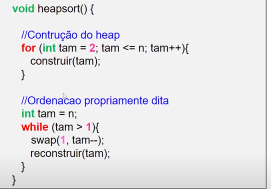 void heapsort() {
//Contrução do heap
for (int tam = 2; tam <= n; tam++){
construir(tam);
}
//Ordenacao propriamente dita
int tam = n;
while (tam > 1){
swap(1, tam--);
reconstruir(tam);
}
}